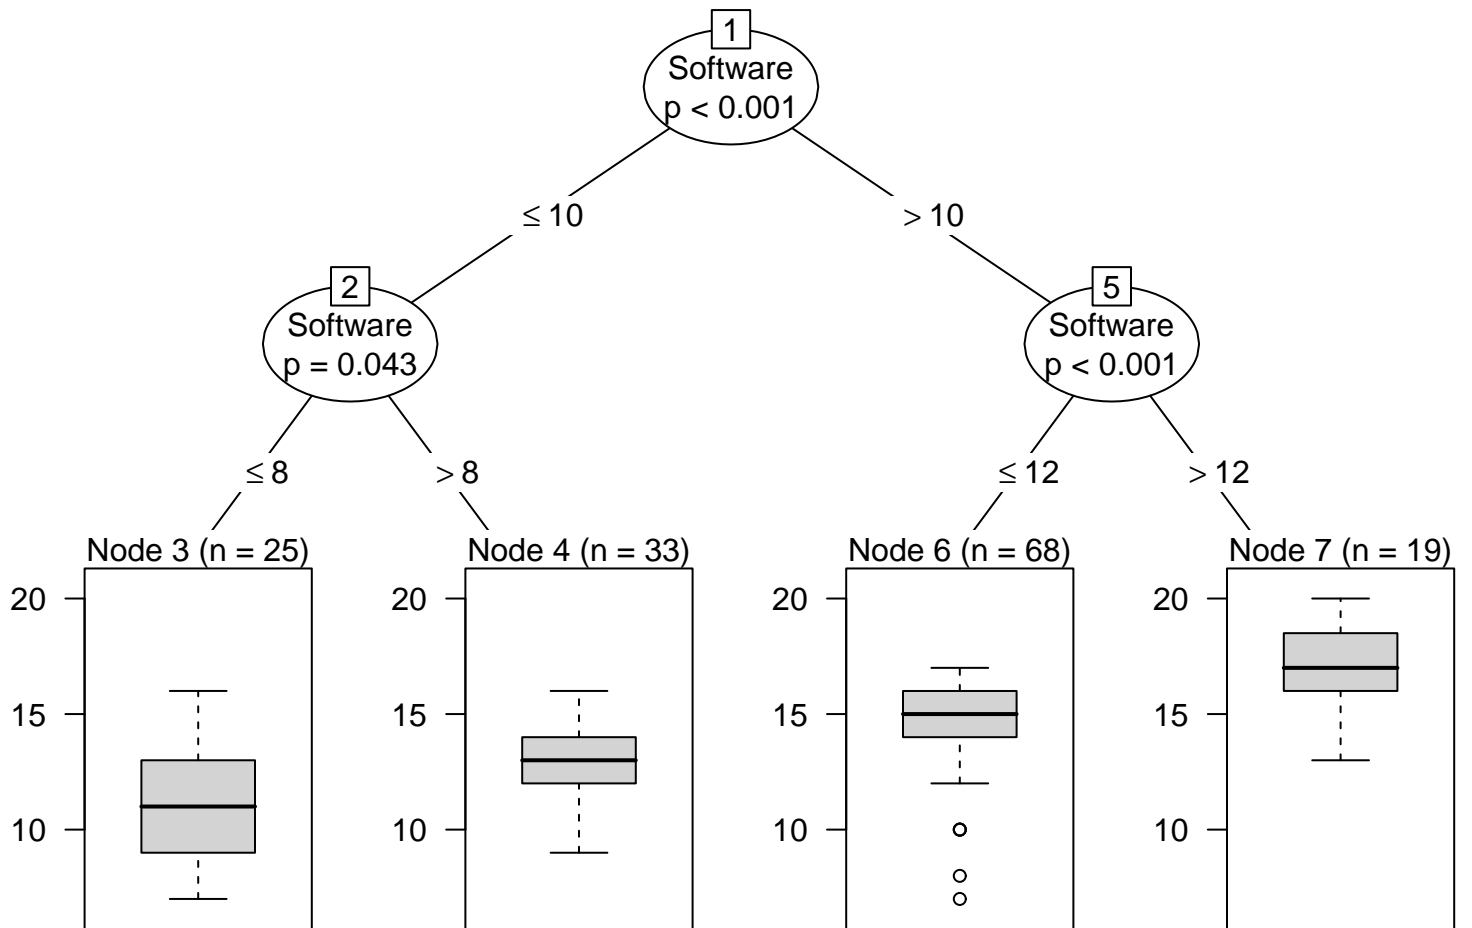 1
Software
p < 0.001
≤ 10
> 10
2
Software
p = 0.043
5
Software
p < 0.001
≤ 8
> 8
≤ 12
> 12
Node 3 (n = 25)
20
15
10
Node 4 (n = 33)
20
15
10
Node 6 (n = 68)
20
15
10
Node 7 (n = 19)
20
15
10